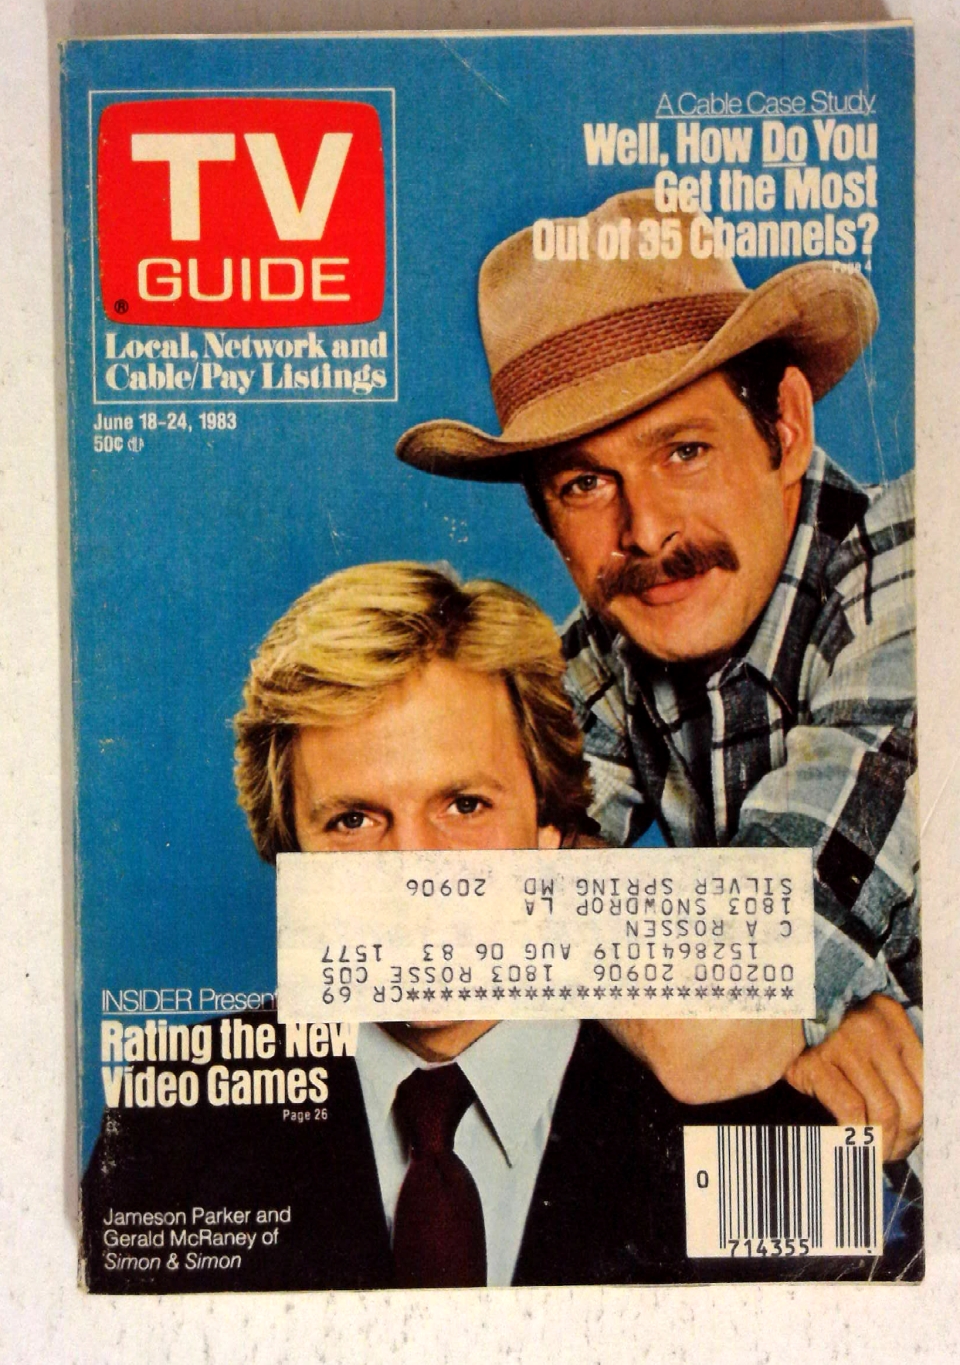 TV
GUIDE
®
Local, Network and
Cable/Pay Listings
June 18-24, 1983
50¢
A Cable Case Study
Well, How Do You
Get the Most
Out of 35 Channels?
Page 4
************************CR 69
002000 20906 1803 ROSSE CDS
1528641019 AUG 06 83 1577
C A ROSSEN
1803 SNOWDROP LA
SILVER SPRING MD 20906
INSIDER Presen
Rating the New
Video Games
Page 26
Jameson Parker and
Gerald McRaney of
Simon & Simon
25
0
714355